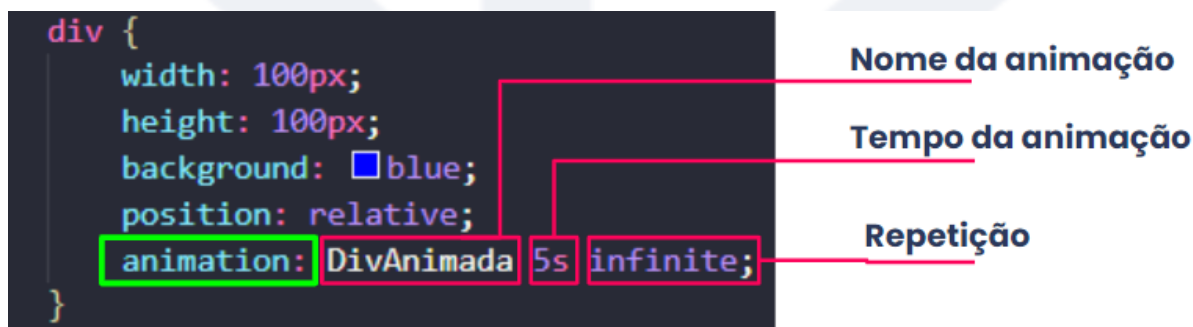 div {
width: 100px;
height: 100px;
background: blue;
position: relative;
animation: DivAnimada 5s infinite;
}
Nome da animação
Tempo da animação
Repetição